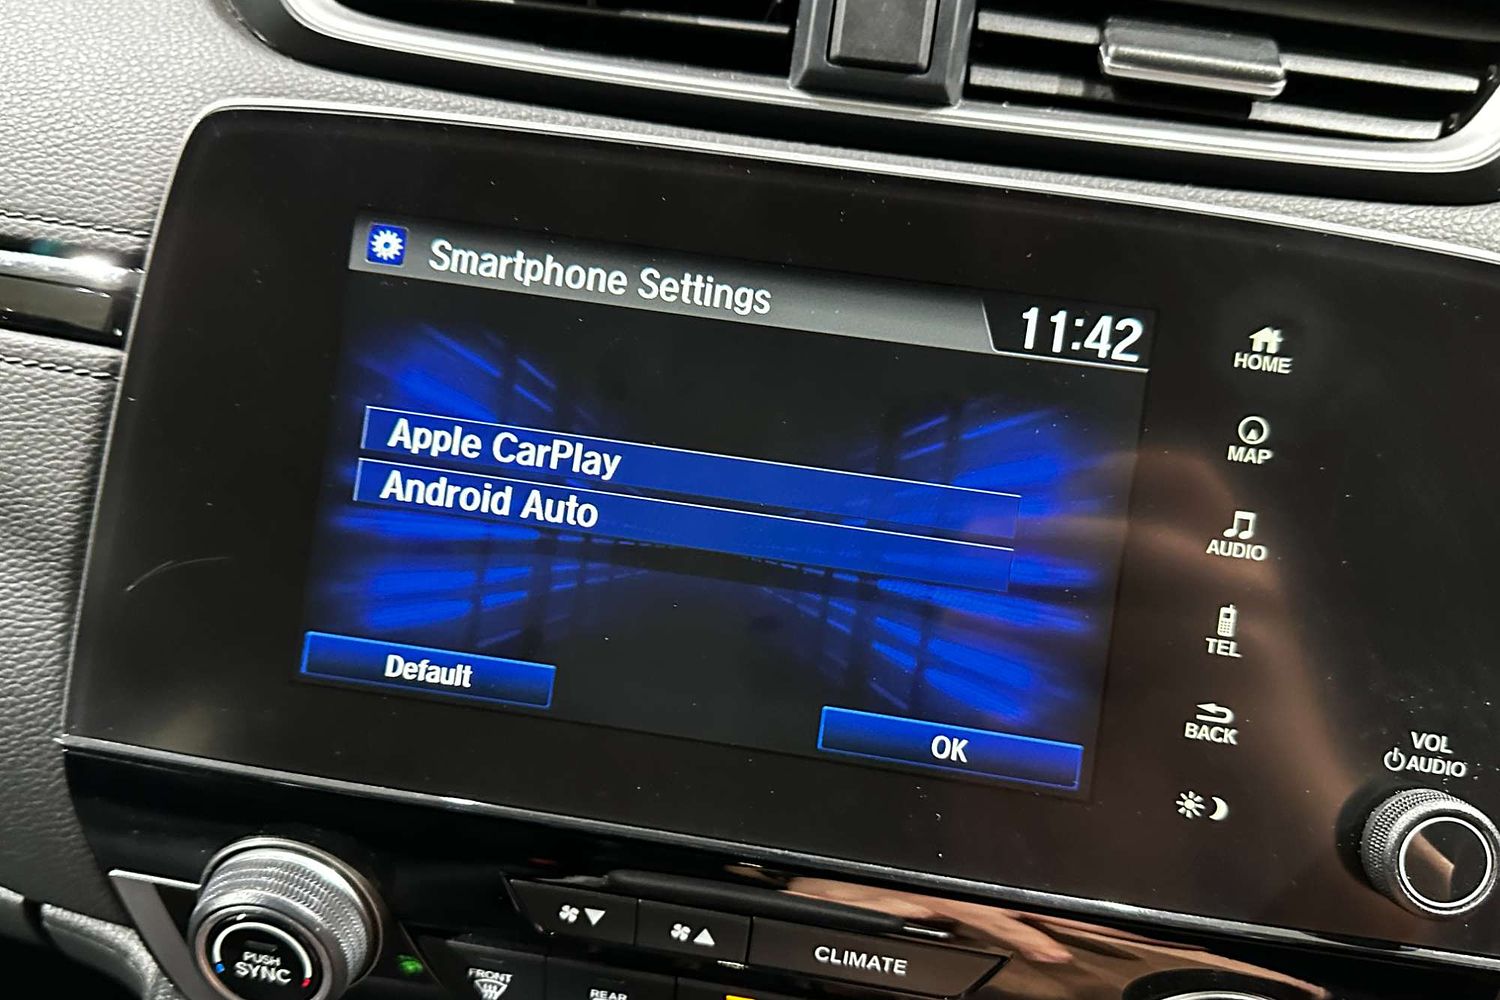 Smartphone Settings
11:42
Apple CarPlay
Android Auto
Default
OK
HOME
MAP
AUDIO
TEL
BACK
VOL
AUDIO
PUSH
SYNC
CLIMATE
FRONT
REAR